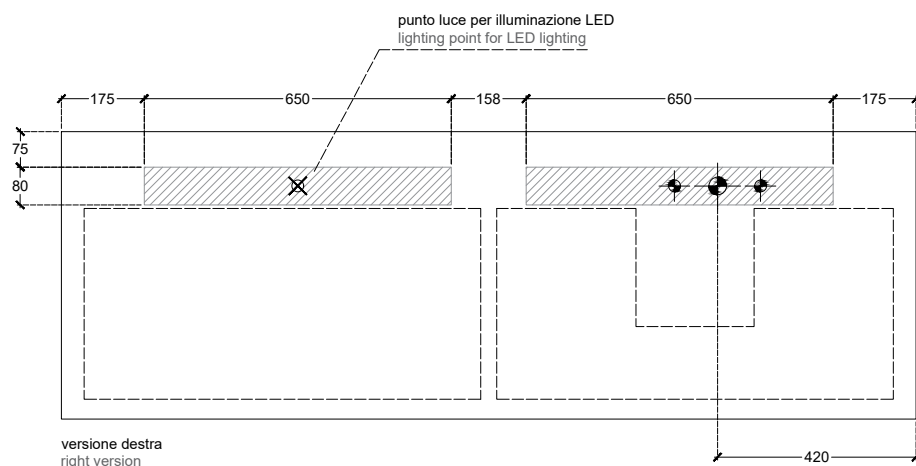 punto luce per illuminazione LED
lighting point for LED lighting
175 650 158 650 175
75
80
versione destra
right version
420